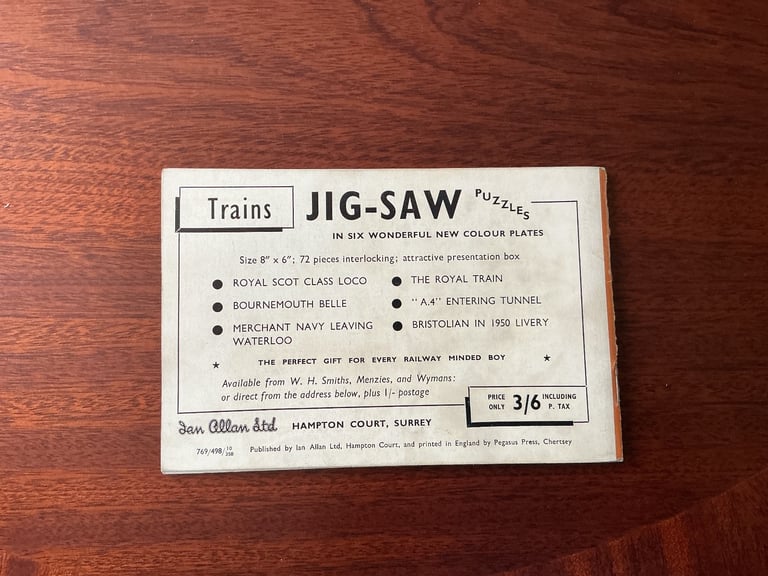 Trains JIG-SAW PUZZLES
IN SIX WONDERFUL NEW COLOUR PLATES
Size 8" x 6"; 72 pieces interlocking; attractive presentation box
● ROYAL SCOT CLASS LOCO
● BOURNEMOUTH BELLE
● MERCHANT NAVY LEAVING
WATERLOO
● THE ROYAL TRAIN
● "A.4" ENTERING TUNNEL
● BRISTOLIAN IN 1950 LIVERY
★ THE PERFECT GIFT FOR EVERY RAILWAY MINDED BOY ★
Available from W. H. Smiths, Menzies, and Wymans:
or direct from the address below, plus 1/- postage
PRICE ONLY 3/6 INCLUDING P. TAX
Ian Allan Ltd HAMPTON COURT, SURREY
769/498/10 358 Published by Ian Allan Ltd, Hampton Court, and printed in England by Pegasus Press, Chertsey